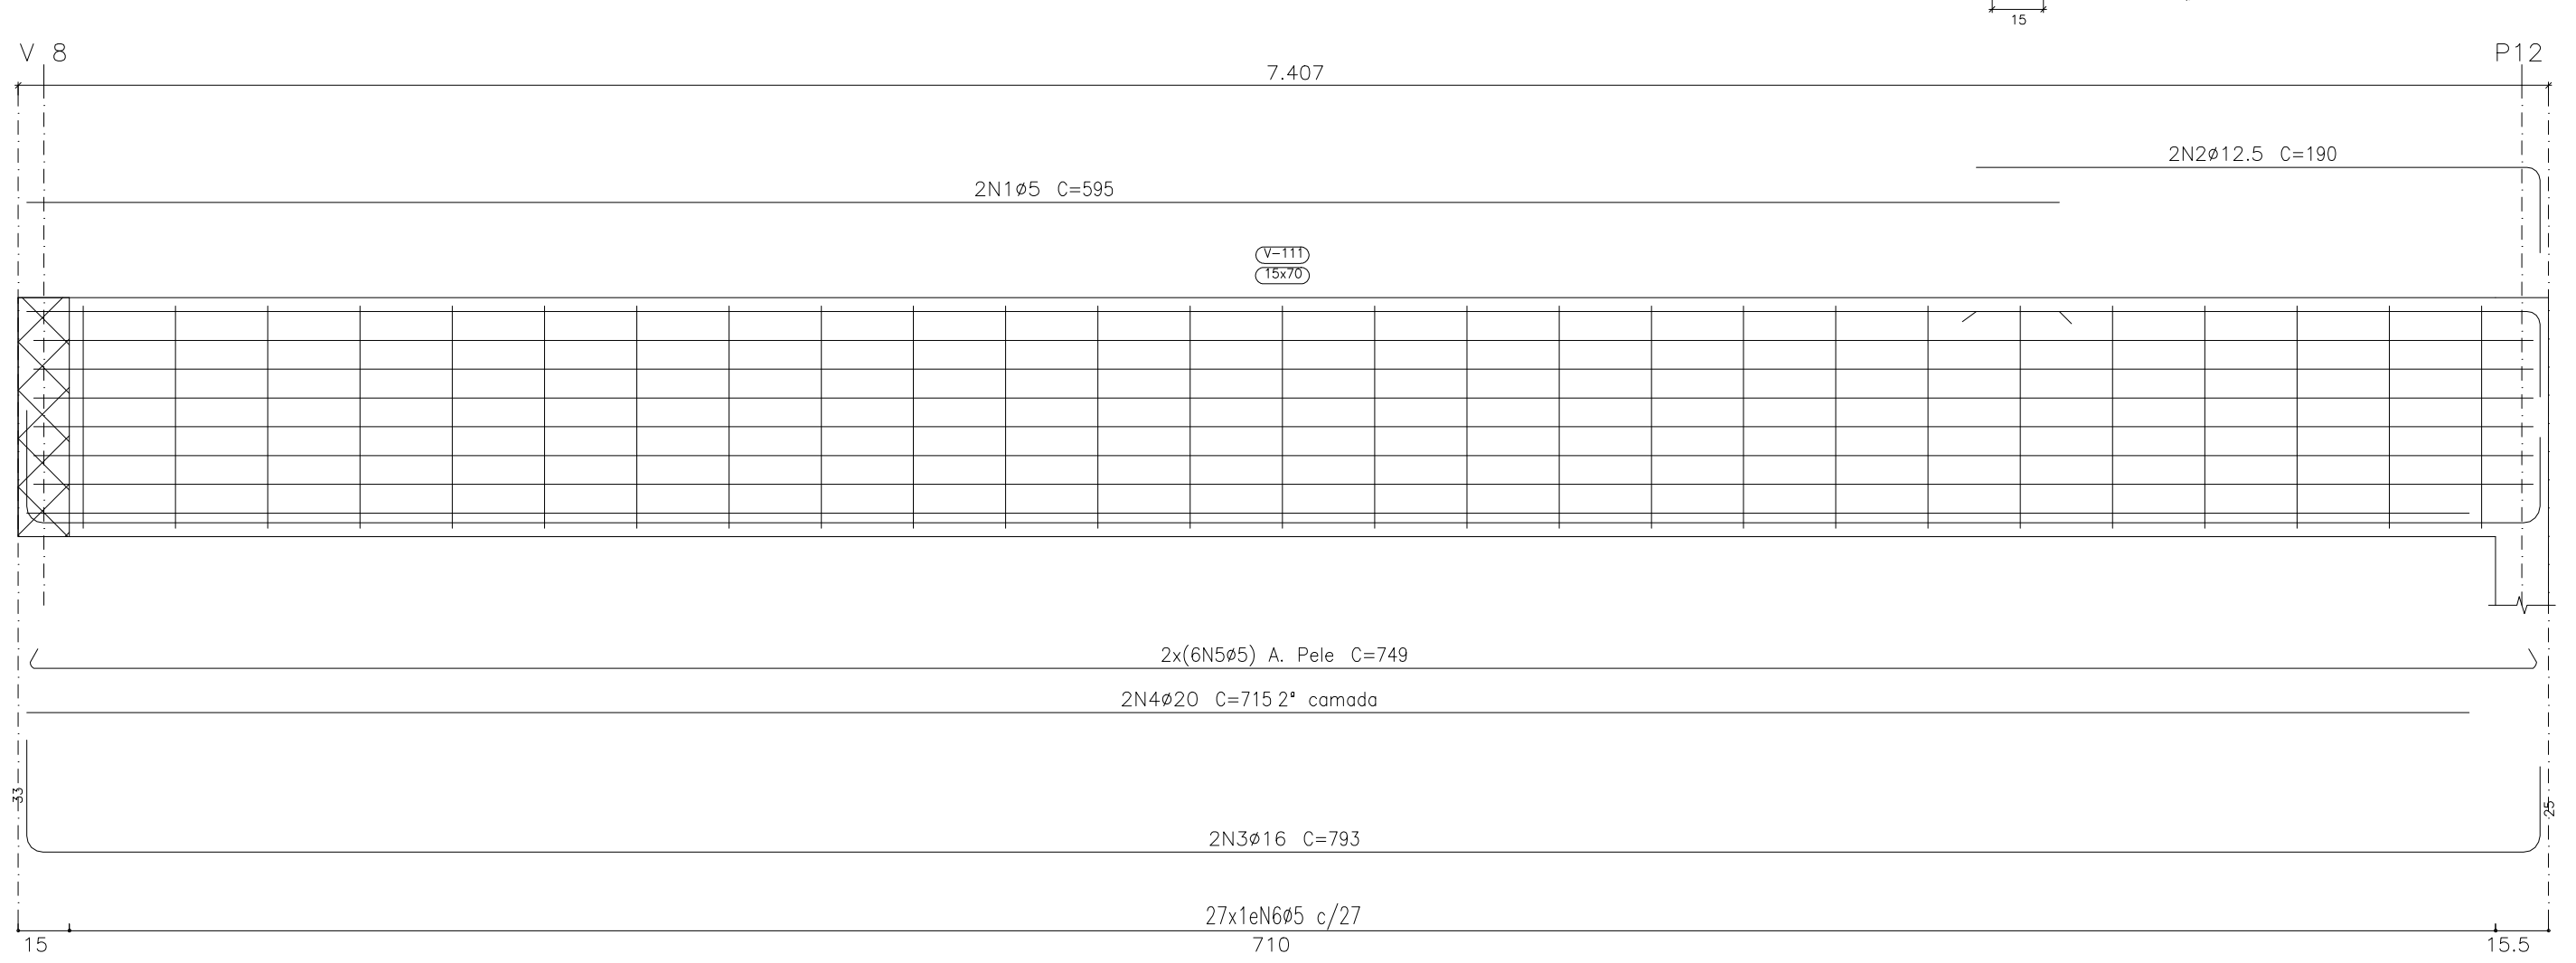 15
V 8
P12
7.407
2N2ø12.5 C=190
2N1ø5 C=595
V-111
15x70
2x(6N5ø5) A. Pele C=749
2N4ø20 C=715 2ª camada
33
25
2N3ø16 C=793
27x1eN6ø5 c/27
15
710
15.5